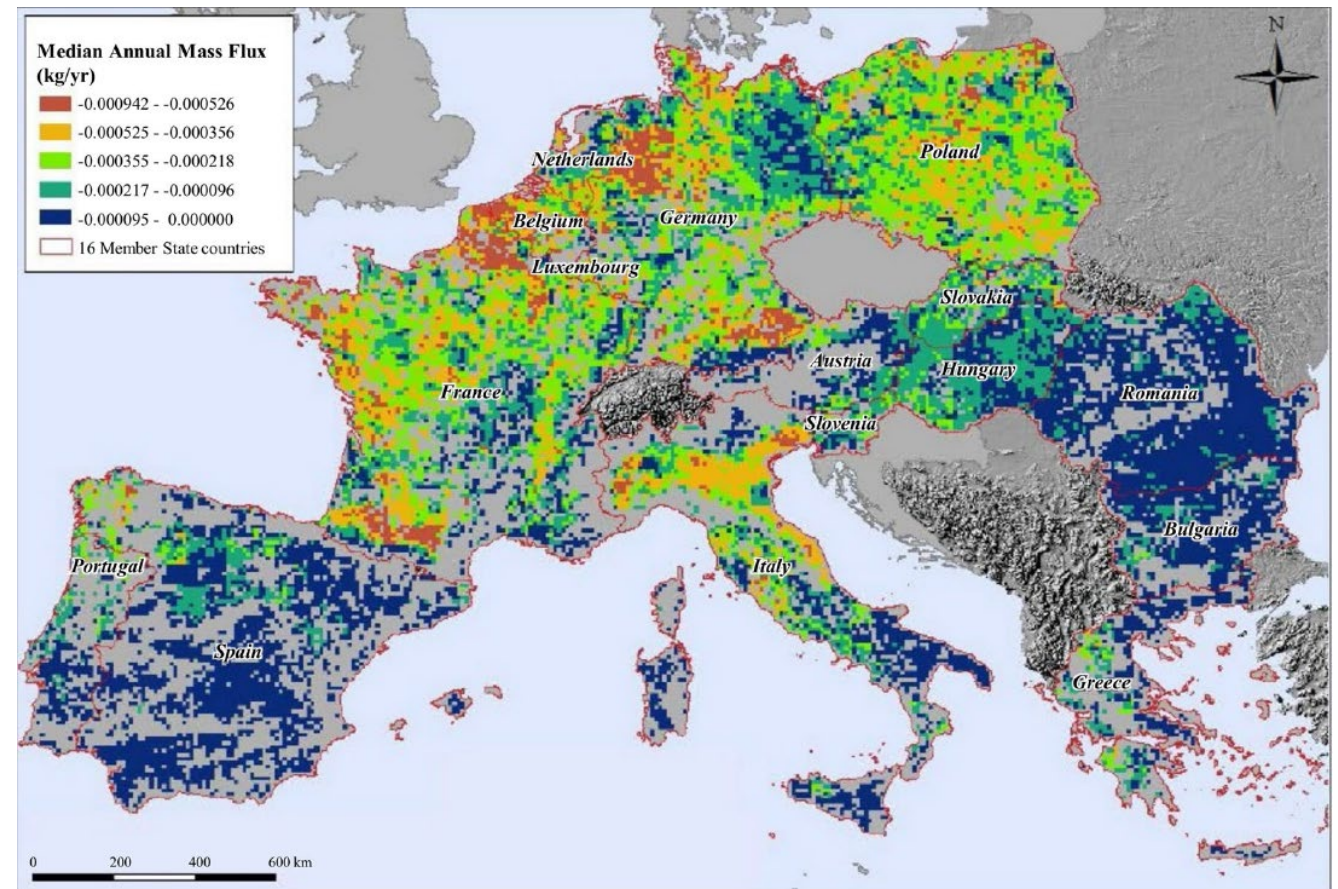 Median Annual Mass Flux
(kg/yr)
-0.000942 - -0.000526
-0.000525 - -0.000356
-0.000355 - -0.000218
-0.000217 - -0.000096
-0.000095 - 0.000000
16 Member State countries
N
Netherlands
Poland
Belgium
Germany
Luxembourg
Slovakia
Austria
Hungary
France
Romania
Slovenia
Bulgaria
Portugal
Italy
Spain
Greece
0 200 400 600 km